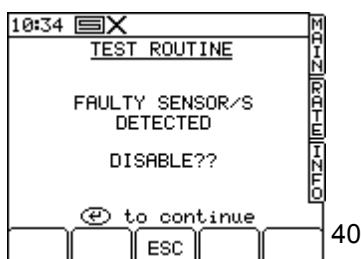 10:34
TEST ROUTINE
FAULTY SENSOR/S
DETECTED
DISABLE??
to continue
ESC
MAIN
RATE
INFO
40